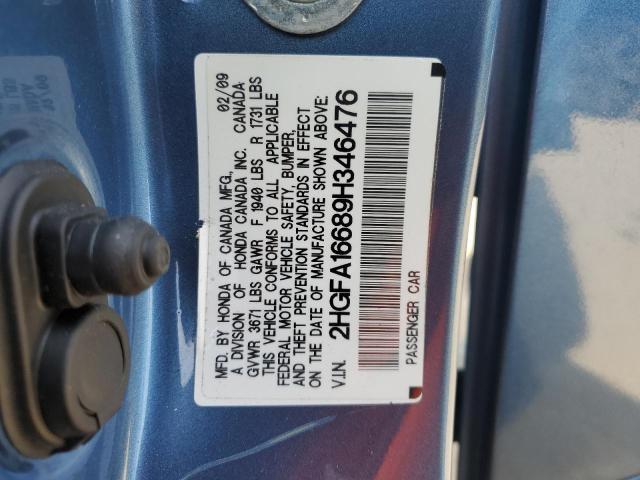 MFD. BY HONDA OF CANADA MFG., 02/09
A DIVISION OF HONDA CANADA INC. CANADA
GVWR 3671 LBS GAWR F 1940 LBS R 1731 LBS
THIS VEHICLE CONFORMS TO ALL APPLICABLE
FEDERAL MOTOR VEHICLE SAFETY, BUMPER,
AND THEFT PREVENTION STANDARDS IN EFFECT
ON THE DATE OF MANUFACTURE SHOWN ABOVE:
V.I.N. 2HGFA16689H346476
PASSENGER CAR